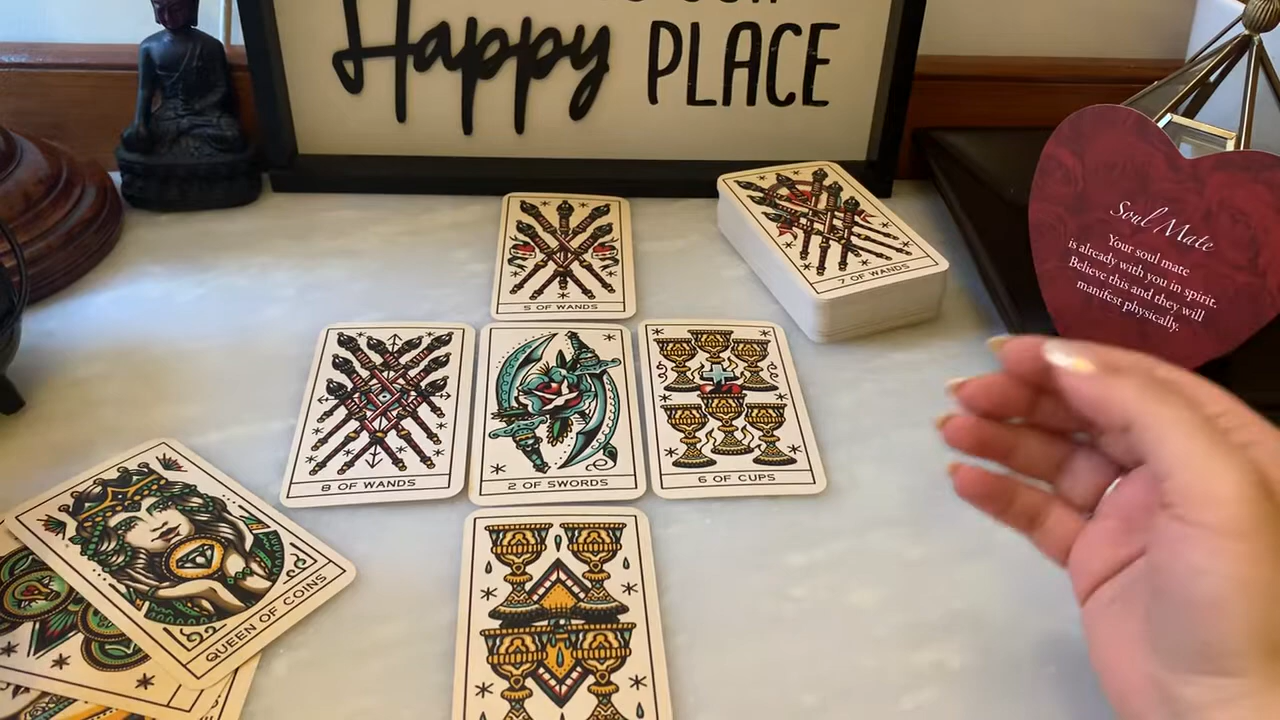 Happy PLACE
5 OF WANDS
7 OF WANDS
Soul Mate
Your soul mate
is already with you in spirit.
Believe this and they will
manifest physically.
8 OF WANDS
2 OF SWORDS
6 OF CUPS
QUEEN OF COINS